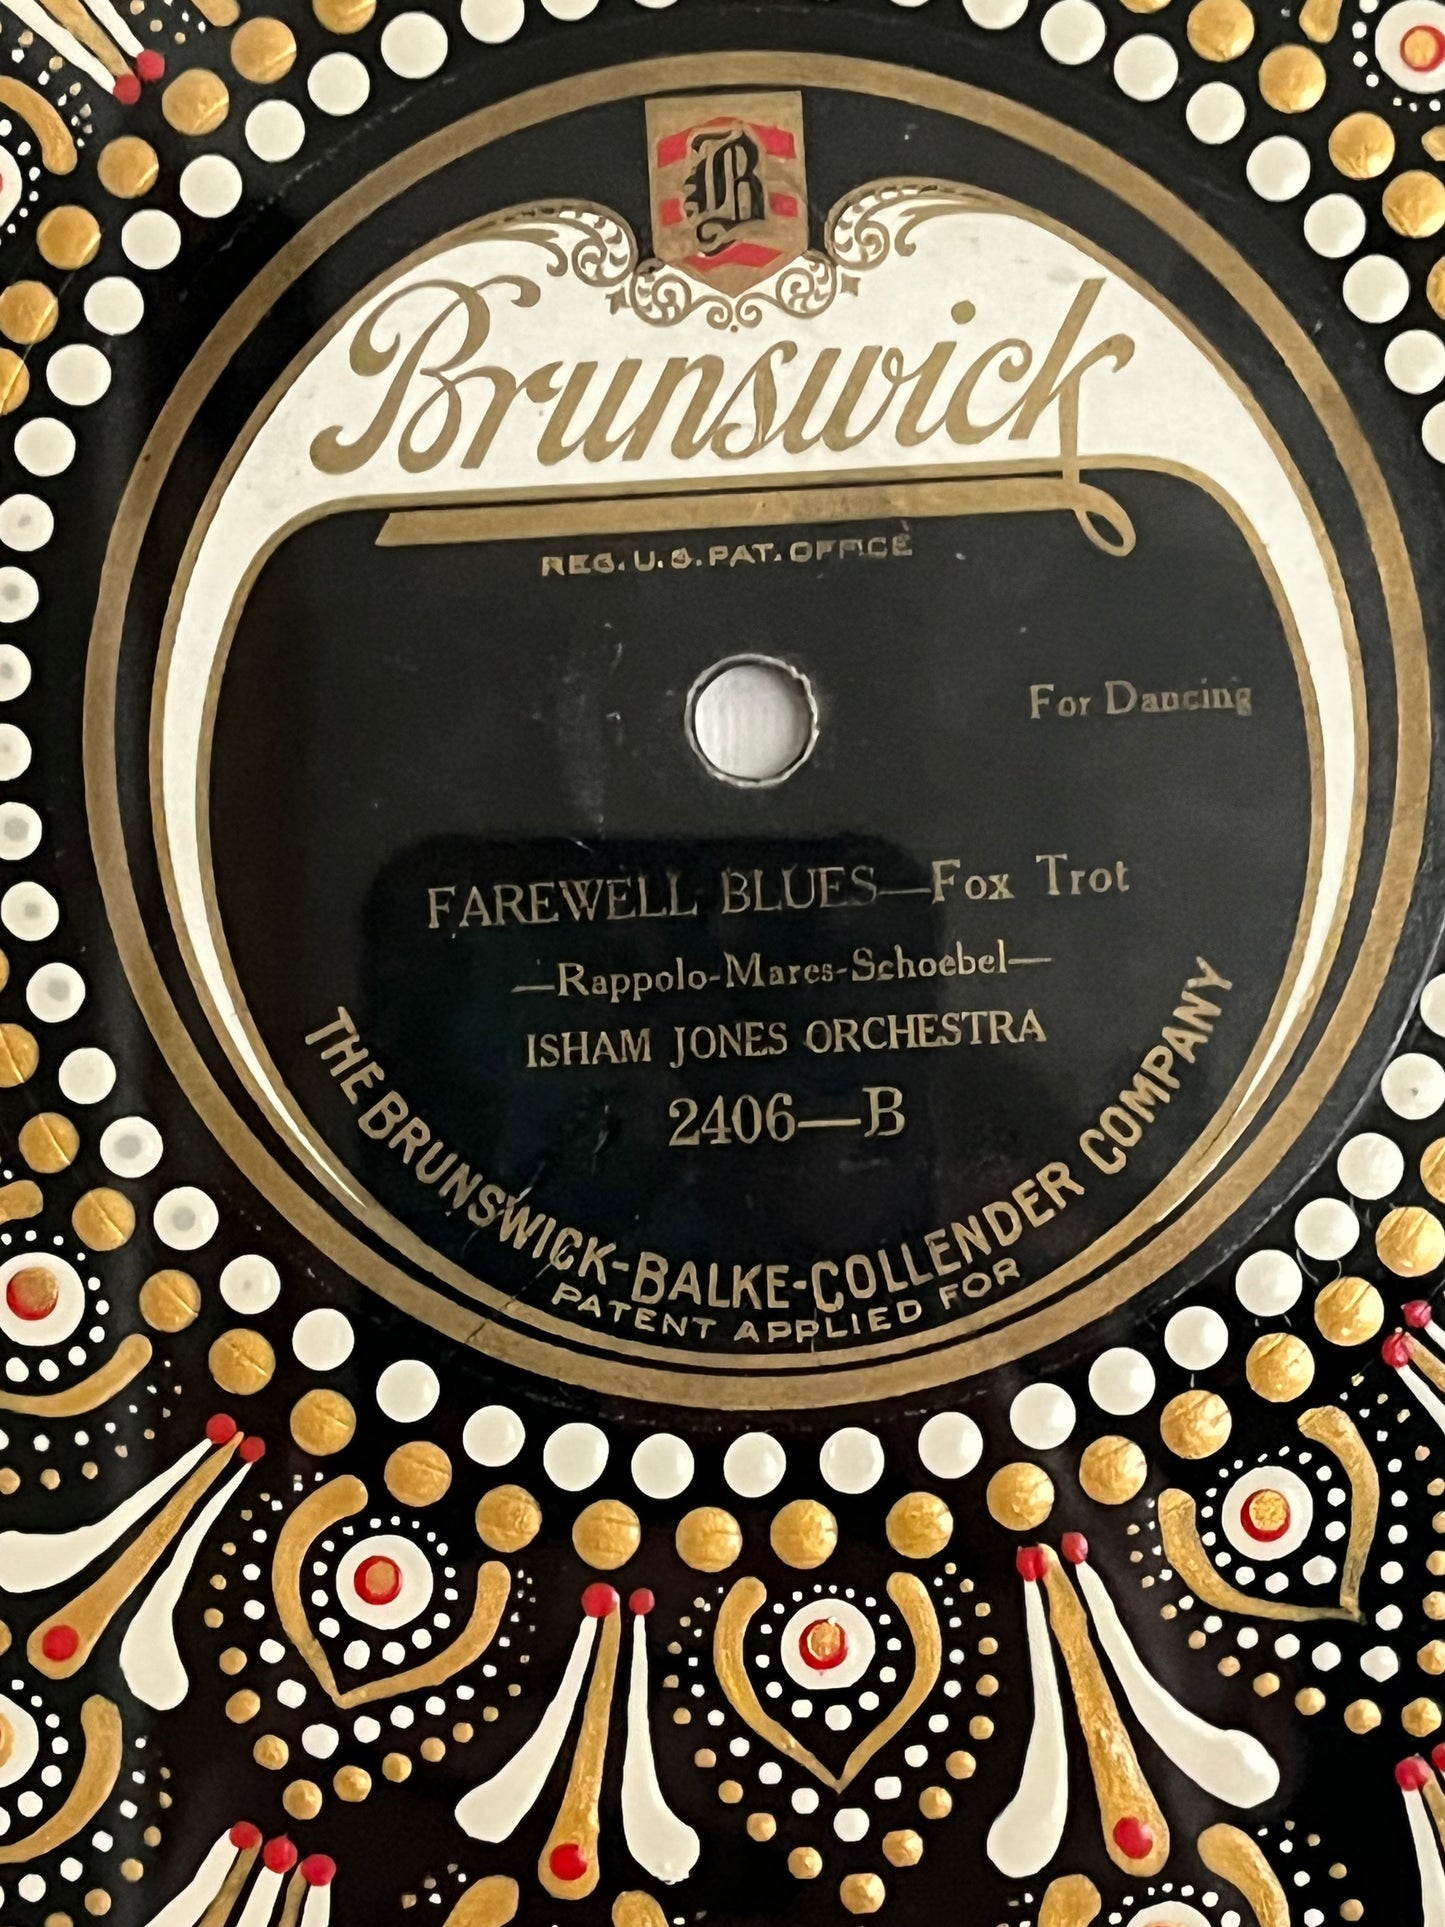 B
Brunswick
REG. U. S. PAT. OFFICE
For Dancing
FAREWELL BLUES—Fox Trot
—Rappolo-Mares-Schoebel—
ISHAM JONES ORCHESTRA
2406—B
THE BRUNSWICK-BALKE-COLLENDER COMPANY
PATENT APPLIED FOR